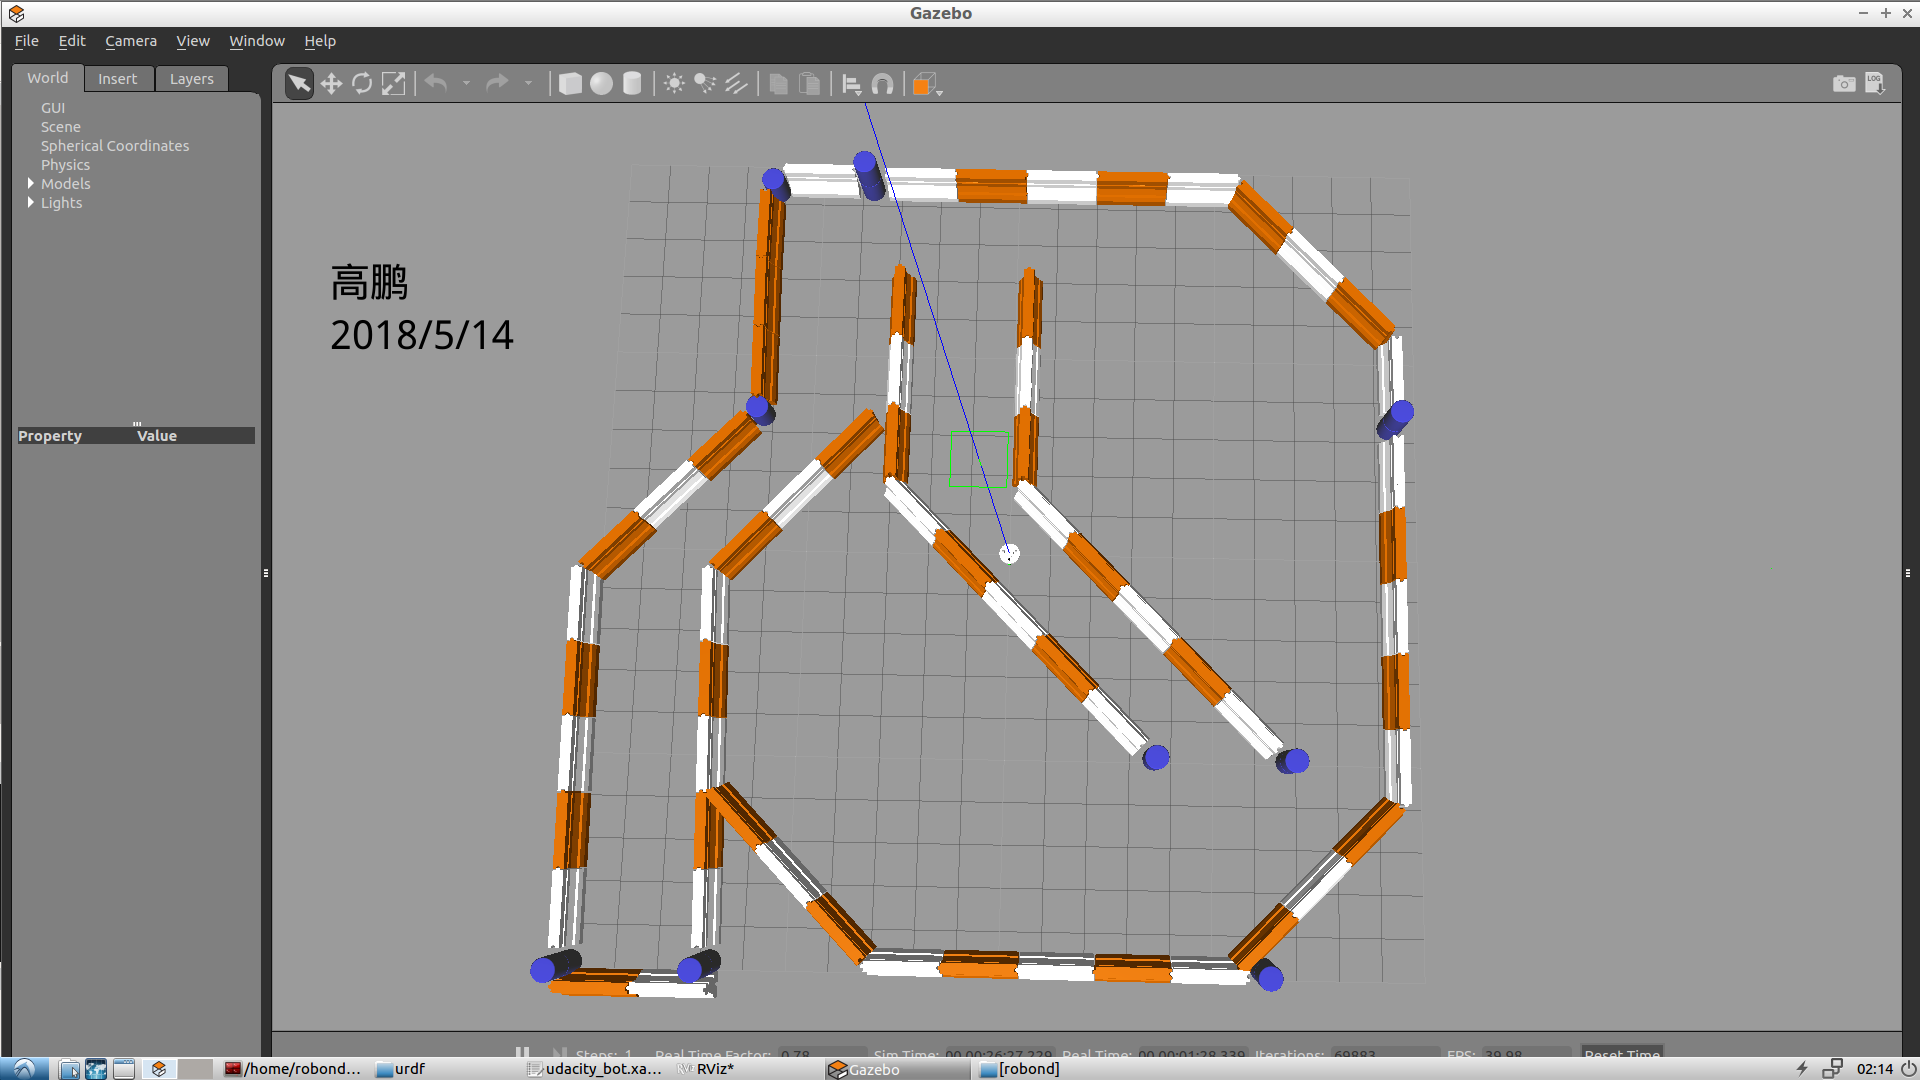 Gazebo
File Edit Camera View Window Help
World Insert Layers
LOG
GUI
Scene
Spherical Coordinates
Physics
Models
Lights
Property Value
高鹏
2018/5/14
Steps: 1 Real Time Factor: 0.78 Sim Time: 00 00:26:27.229 Real Time: 00 00:01:28.339 Iterations: 69883 FPS: 39.98 Reset Time
/home/robond... urdf udacity_bot.xa... RViz* Gazebo [robond] 02:14